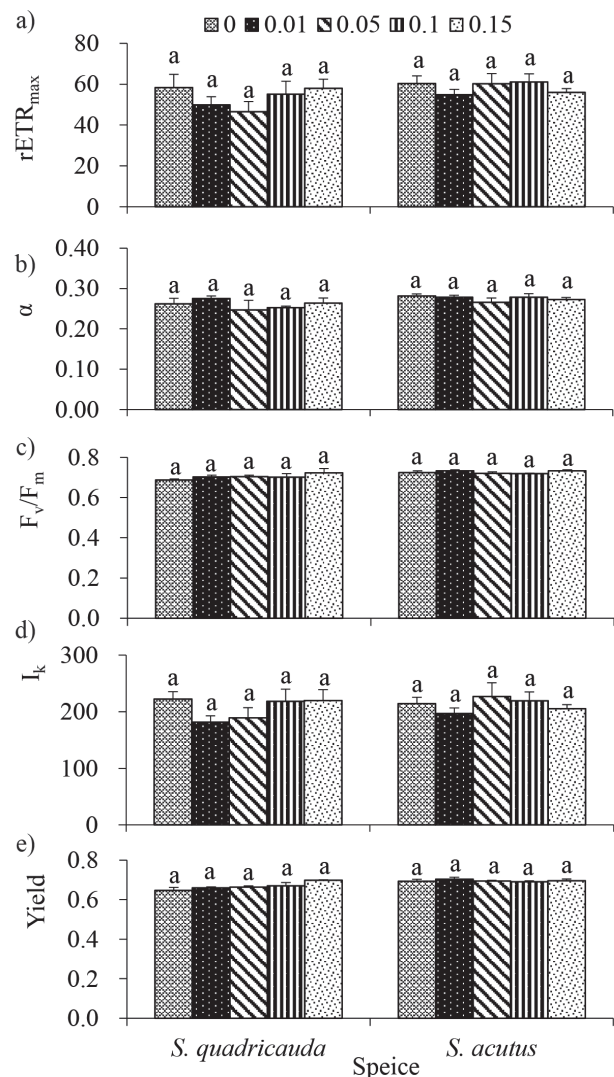 a) 0 0.01 0.05 0.1 0.15
rETRmax
80
60
40
20
0
a a a a a a a a a a
b)
α
0.40
0.30
0.20
0.10
0.00
a a a a a a a a a a
c)
Fv/Fm
0.8
0.6
0.4
0.2
0.0
a a a a a a a a a a
d)
Ik
300
200
100
0
a a a a a a a a a a
e)
Yield
0.8
0.6
0.4
0.2
0.0
a a a a a a a a a a
S. quadricauda S. acutus
Speice